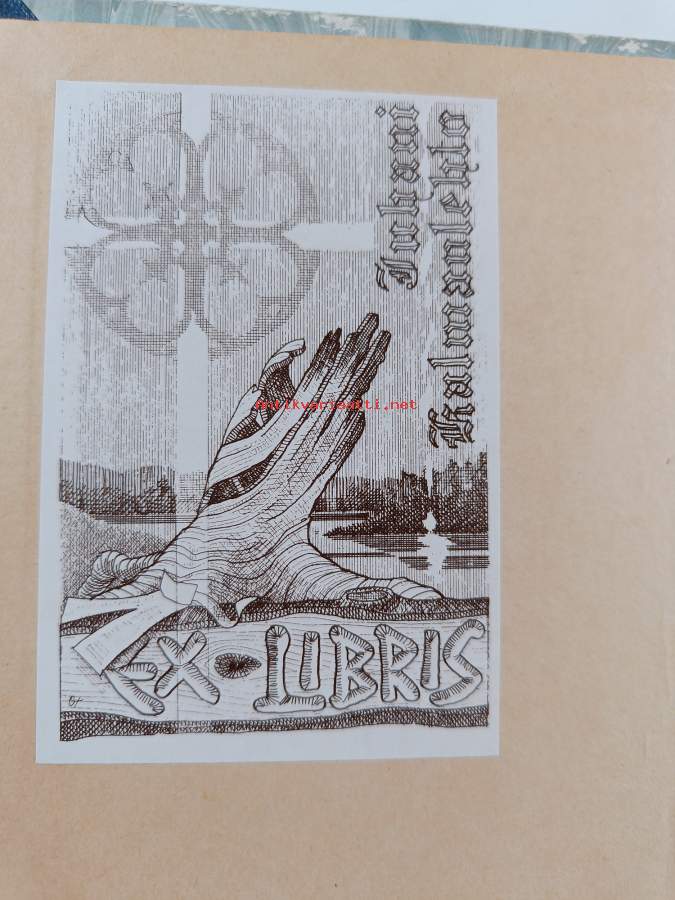 Juhani
Kalmanlehto
antikvariaatti.net
EX · LIBRIS